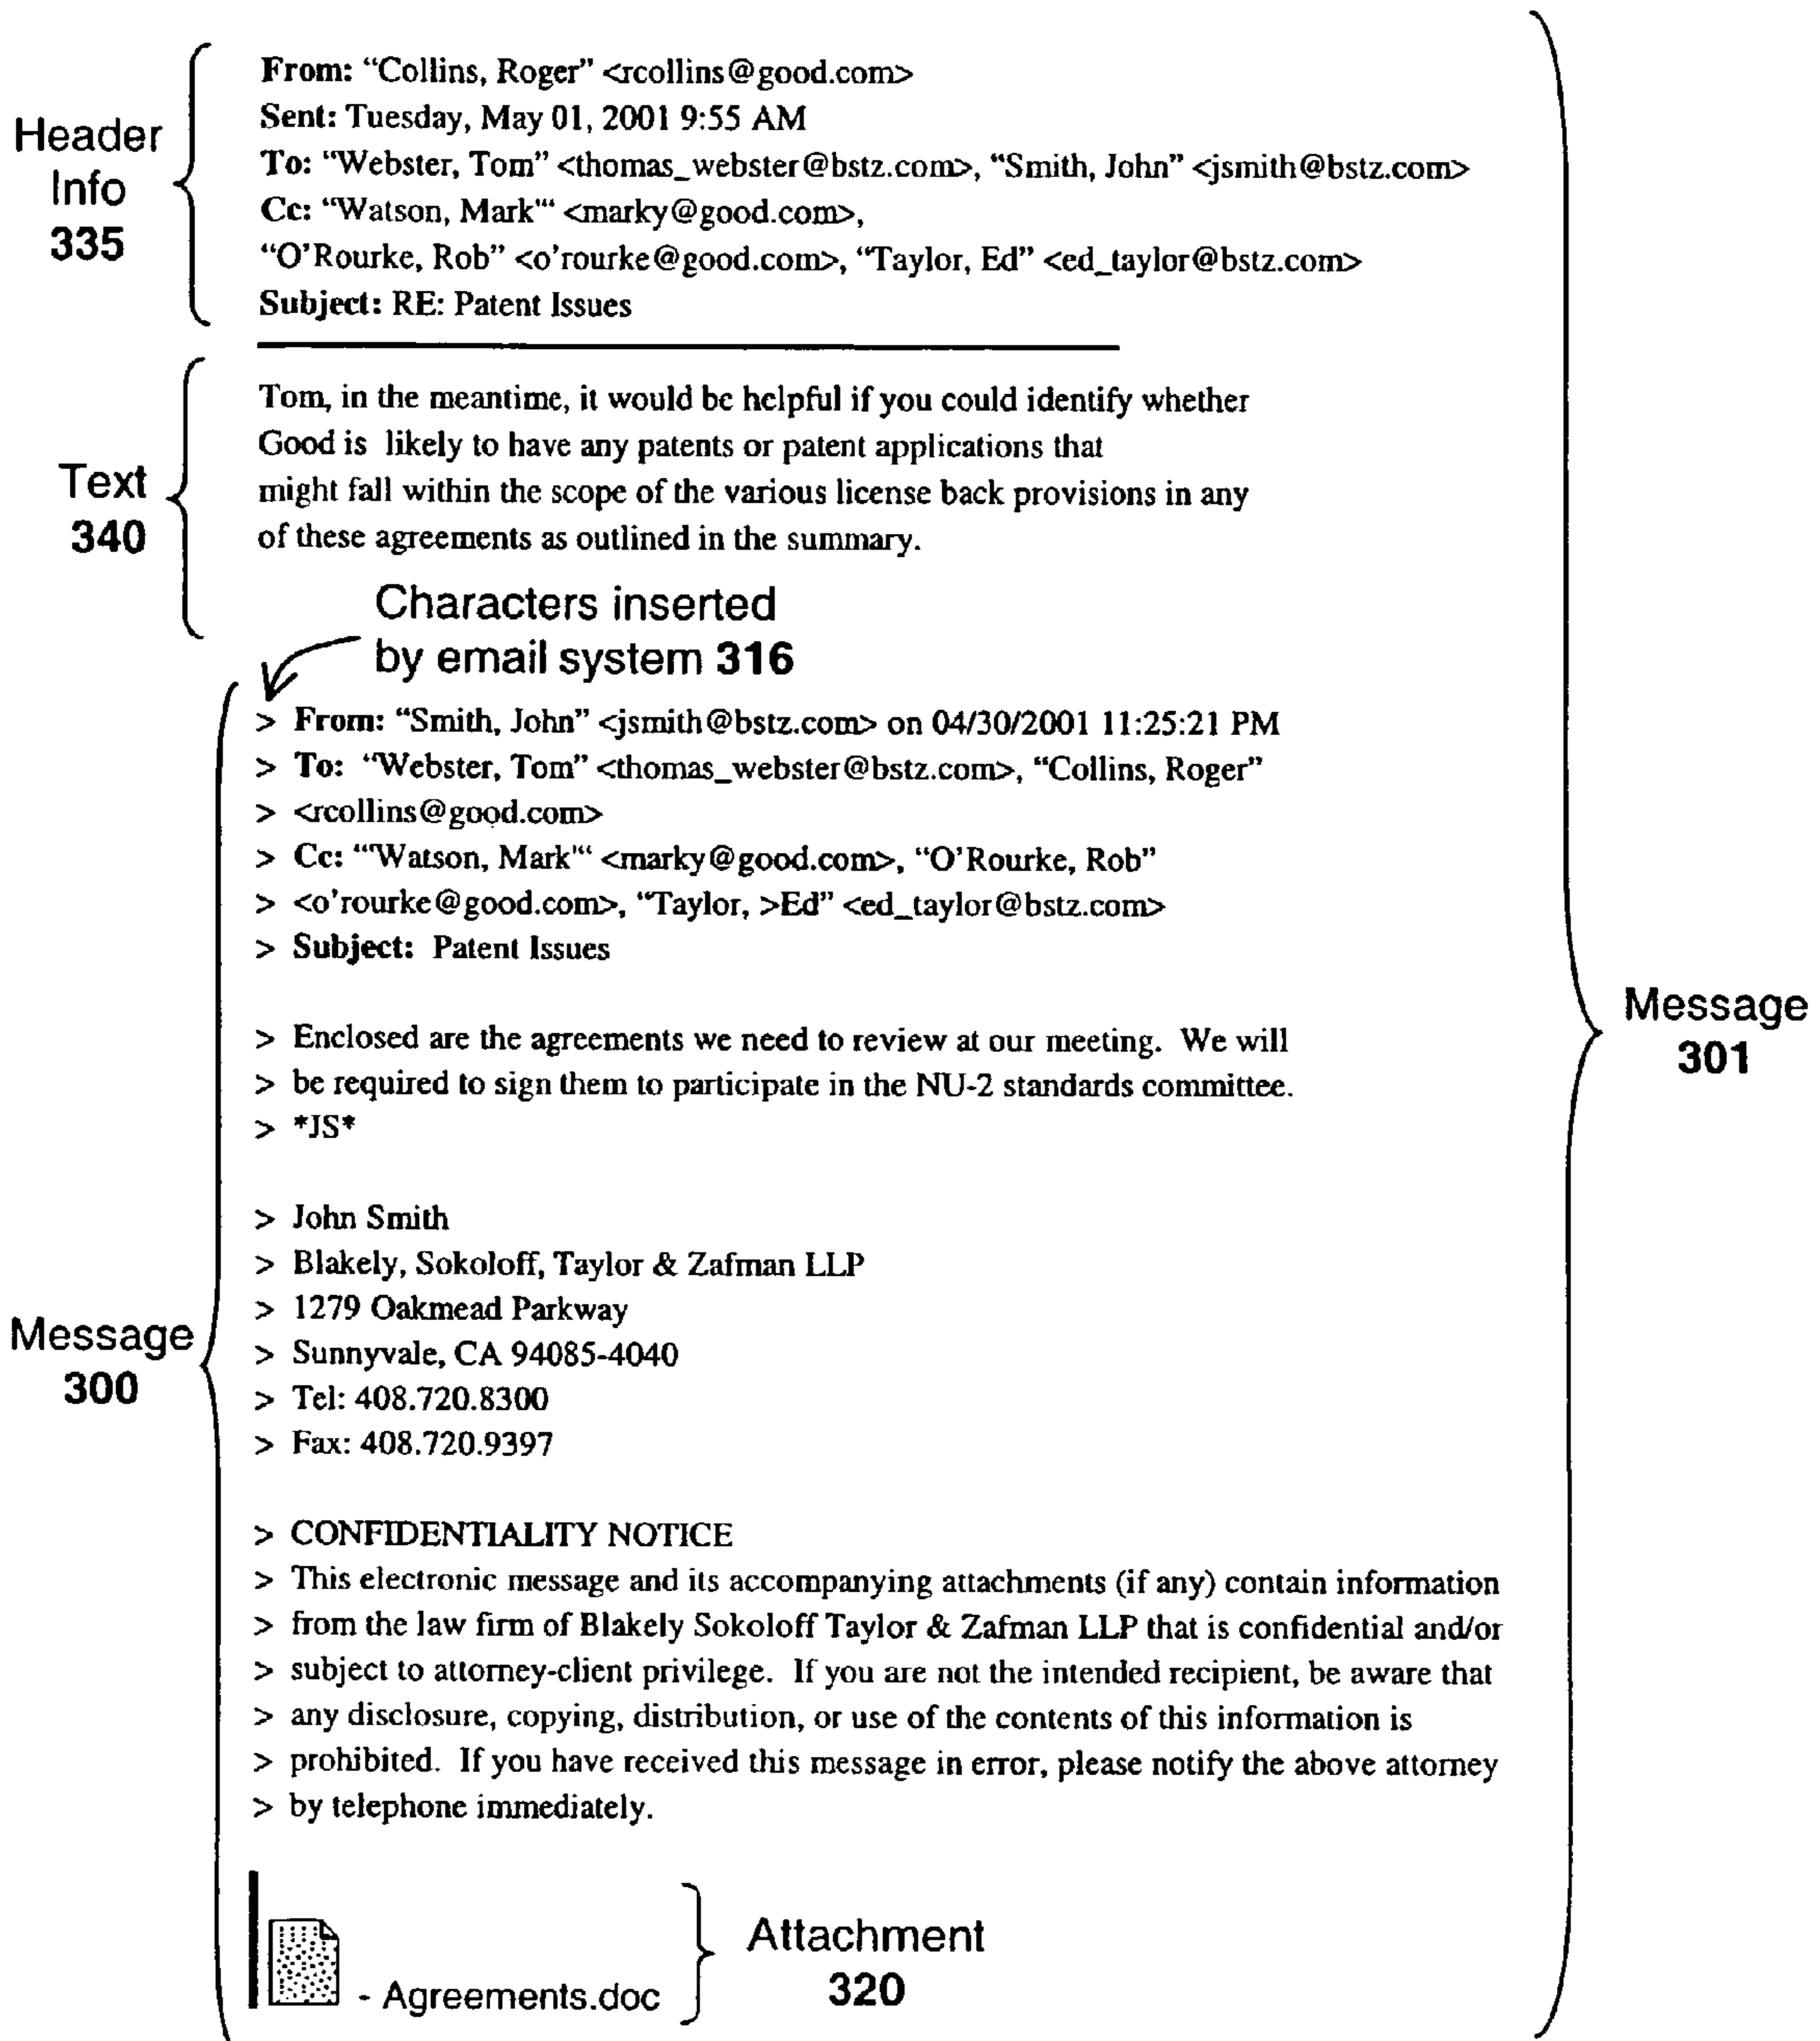 Header
Info
335
From: “Collins, Roger” <rcollins@good.com>
Sent: Tuesday, May 01, 2001 9:55 AM
To: “Webster, Tom” <thomas_webster@bstz.com>, “Smith, John” <jsmith@bstz.com>
Cc: “Watson, Mark'” <marky@good.com>,
“O’Rourke, Rob” <o’rourke@good.com>, “Taylor, Ed” <ed_taylor@bstz.com>
Subject: RE: Patent Issues
Text
340
Tom, in the meantime, it would be helpful if you could identify whether
Good is likely to have any patents or patent applications that
might fall within the scope of the various license back provisions in any
of these agreements as outlined in the summary.
Characters inserted
by email system 316
Message
300
> From: “Smith, John” <jsmith@bstz.com> on 04/30/2001 11:25:21 PM
> To: “Webster, Tom” <thomas_webster@bstz.com>, “Collins, Roger”
> <rcollins@good.com>
> Cc: “'Watson, Mark'“ <marky@good.com>, “O’Rourke, Rob”
> <o’rourke@good.com>, “Taylor, >Ed” <ed_taylor@bstz.com>
> Subject: Patent Issues
> Enclosed are the agreements we need to review at our meeting. We will
> be required to sign them to participate in the NU-2 standards committee.
> *JS*
> John Smith
> Blakely, Sokoloff, Taylor & Zafman LLP
> 1279 Oakmead Parkway
> Sunnyvale, CA 94085-4040
> Tel: 408.720.8300
> Fax: 408.720.9397
> CONFIDENTIALITY NOTICE
> This electronic message and its accompanying attachments (if any) contain information
> from the law firm of Blakely Sokoloff Taylor & Zafman LLP that is confidential and/or
> subject to attorney-client privilege. If you are not the intended recipient, be aware that
> any disclosure, copying, distribution, or use of the contents of this information is
> prohibited. If you have received this message in error, please notify the above attorney
> by telephone immediately.
- Agreements.doc
Attachment
320
Message
301